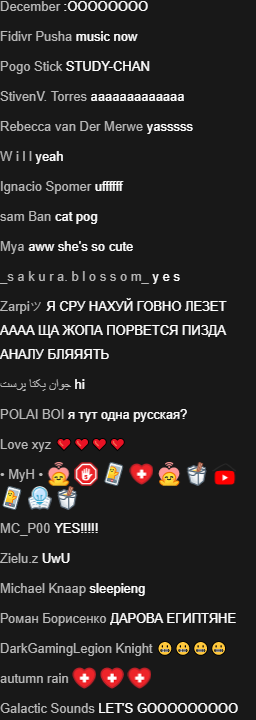 December :OOOOOOOO
Fidivr Pusha music now
Pogo Stick STUDY-CHAN
StivenV. Torres aaaaaaaaaaaaa
Rebecca van Der Merwe yasssss
W i l l yeah
Ignacio Spomer uffffff
sam Ban cat pog
Mya aww she's so cute
_s a k u r a. b l o s s o m_ y e s
Zarpiツ Я СРУ НАХУЙ ГОВНО ЛЕЗЕТ
АААА ЩА ЖОПА ПОРВЕТСЯ ПИЗДА
АНАЛУ БЛЯЯЯТЬ
جوان یکتا پرست hi
POLAI BOI я тут одна русская?
Love xyz ❤❤❤❤
• MyH •
MC_P00 YES!!!!!
Zielu.z UwU
Michael Knaap sleepieng
Роман Борисенко ДАРОВА ЕГИПТЯНЕ
DarkGamingLegion Knight
autumn rain
Galactic Sounds LET'S GOOOOOOOOO